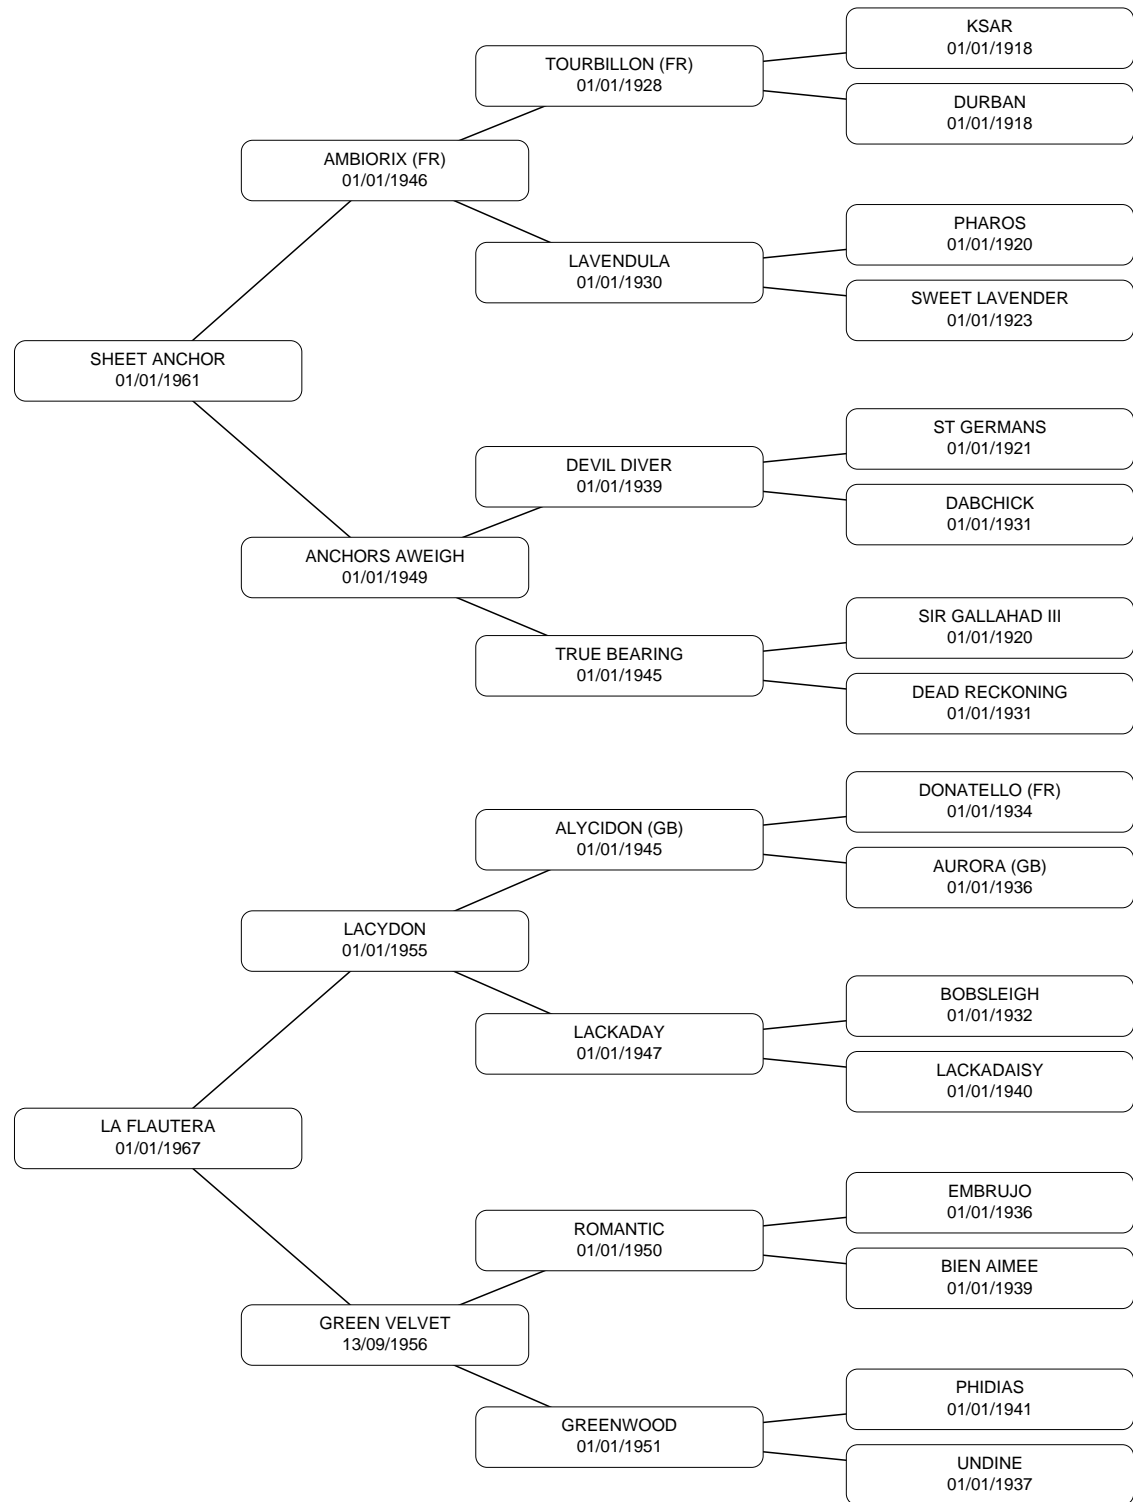 KSAR
01/01/1918
TOURBILLON (FR)
01/01/1928
DURBAN
01/01/1918
AMBIORIX (FR)
01/01/1946
PHAROS
01/01/1920
LAVENDULA
01/01/1930
SWEET LAVENDER
01/01/1923
SHEET ANCHOR
01/01/1961
ST GERMANS
01/01/1921
DEVIL DIVER
01/01/1939
DABCHICK
01/01/1931
ANCHORS AWEIGH
01/01/1949
SIR GALLAHAD III
01/01/1920
TRUE BEARING
01/01/1945
DEAD RECKONING
01/01/1931
DONATELLO (FR)
01/01/1934
ALYCIDON (GB)
01/01/1945
AURORA (GB)
01/01/1936
LACYDON
01/01/1955
BOBSLEIGH
01/01/1932
LACKADAY
01/01/1947
LACKADAISY
01/01/1940
LA FLAUTERA
01/01/1967
EMBRUJO
01/01/1936
ROMANTIC
01/01/1950
BIEN AIMEE
01/01/1939
GREEN VELVET
13/09/1956
PHIDIAS
01/01/1941
GREENWOOD
01/01/1951
UNDINE
01/01/1937